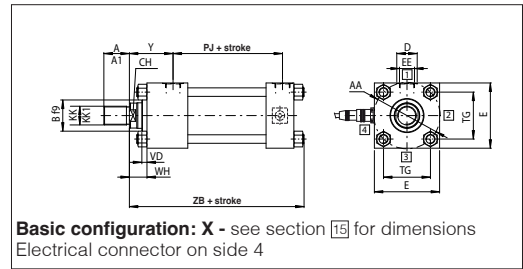 A
Y
PJ + stroke
A1
CH
KK
KK1
B f9
VD
WH
ZB + stroke
D
EE
1
AA
2
TG
E
4
3
TG
E
Basic configuration: X - see section 15 for dimensions
Electrical connector on side 4